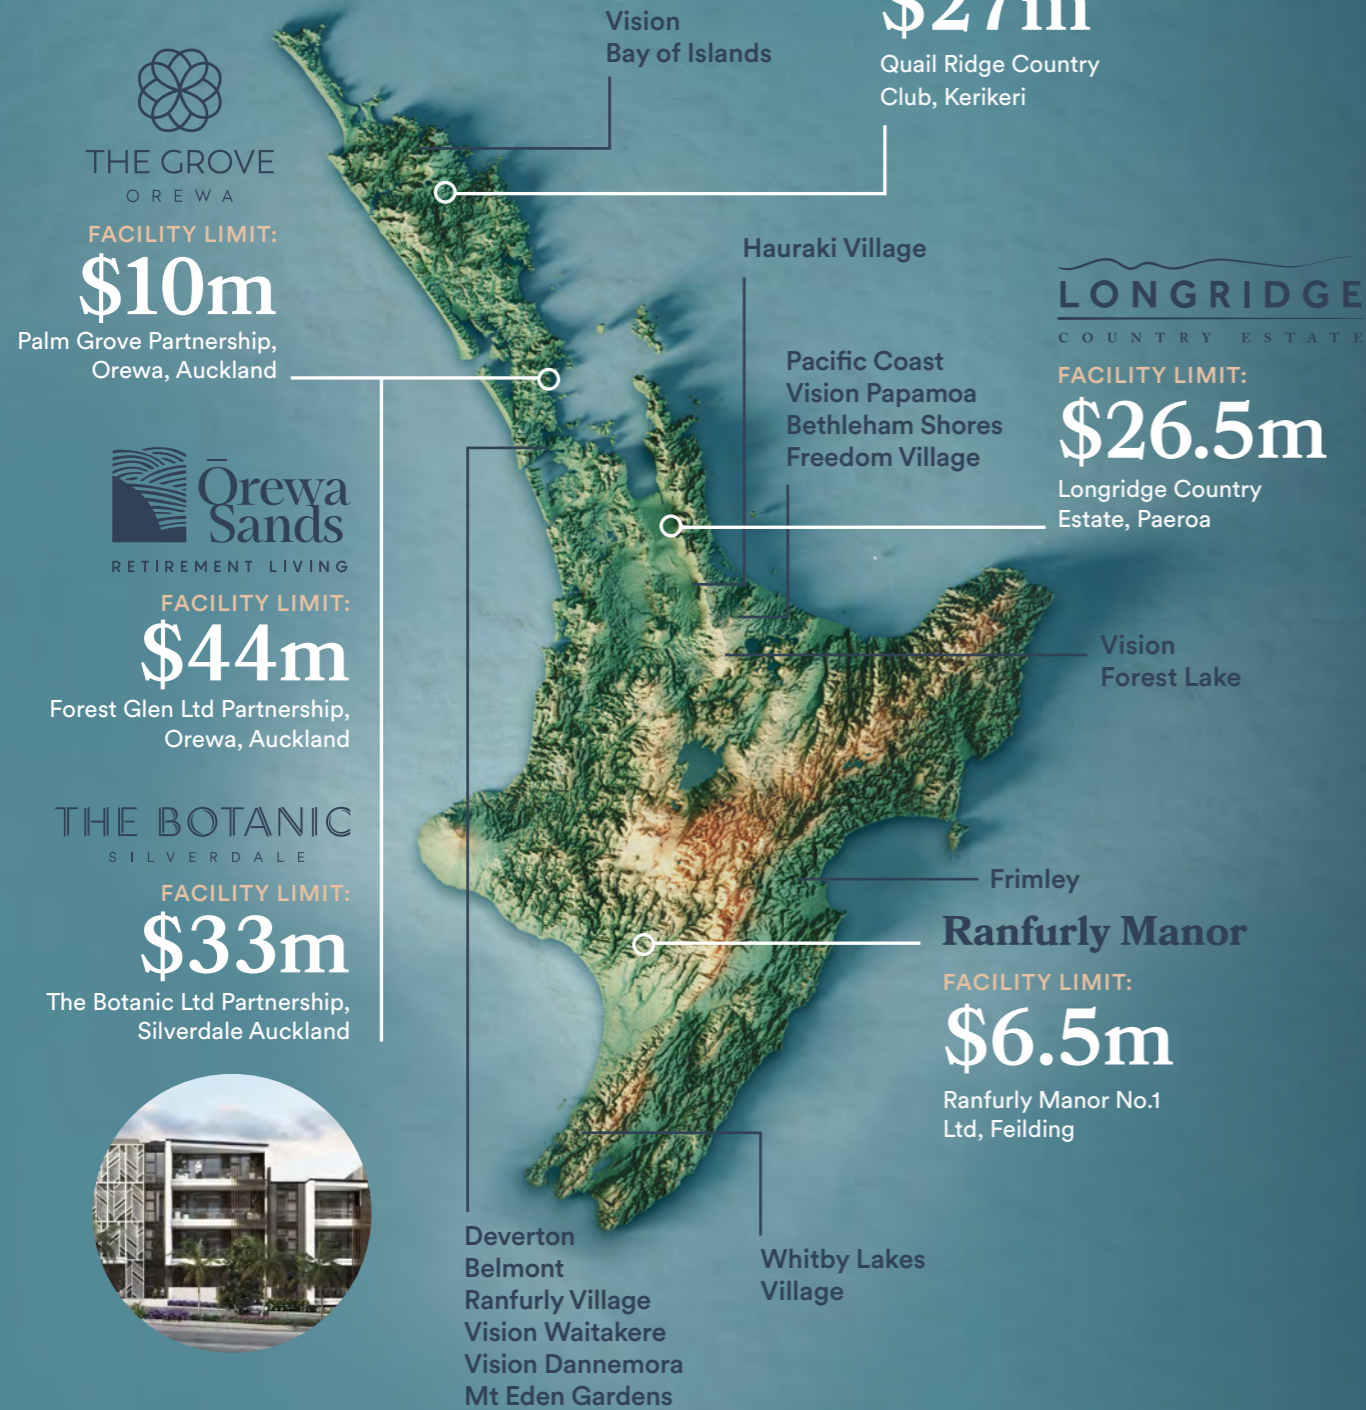 Vision
Bay of Islands
$27m
Quail Ridge Country
Club, Kerikeri
THE GROVE
OREWA
FACILITY LIMIT:
$10m
Palm Grove Partnership,
Orewa, Auckland
Hauraki Village
LONGRIDGE
COUNTRY ESTATE
FACILITY LIMIT:
$26.5m
Longridge Country
Estate, Paeroa
Pacific Coast
Vision Papamoa
Bethleham Shores
Freedom Village
Ōrewa
Sands
RETIREMENT LIVING
FACILITY LIMIT:
$44m
Forest Glen Ltd Partnership,
Orewa, Auckland
Vision
Forest Lake
THE BOTANIC
SILVERDALE
FACILITY LIMIT:
$33m
The Botanic Ltd Partnership,
Silverdale Auckland
Frimley
Ranfurly Manor
FACILITY LIMIT:
$6.5m
Ranfurly Manor No.1
Ltd, Feilding
Deverton
Belmont
Ranfurly Village
Vision Waitakere
Vision Dannemora
Mt Eden Gardens
Whitby Lakes
Village